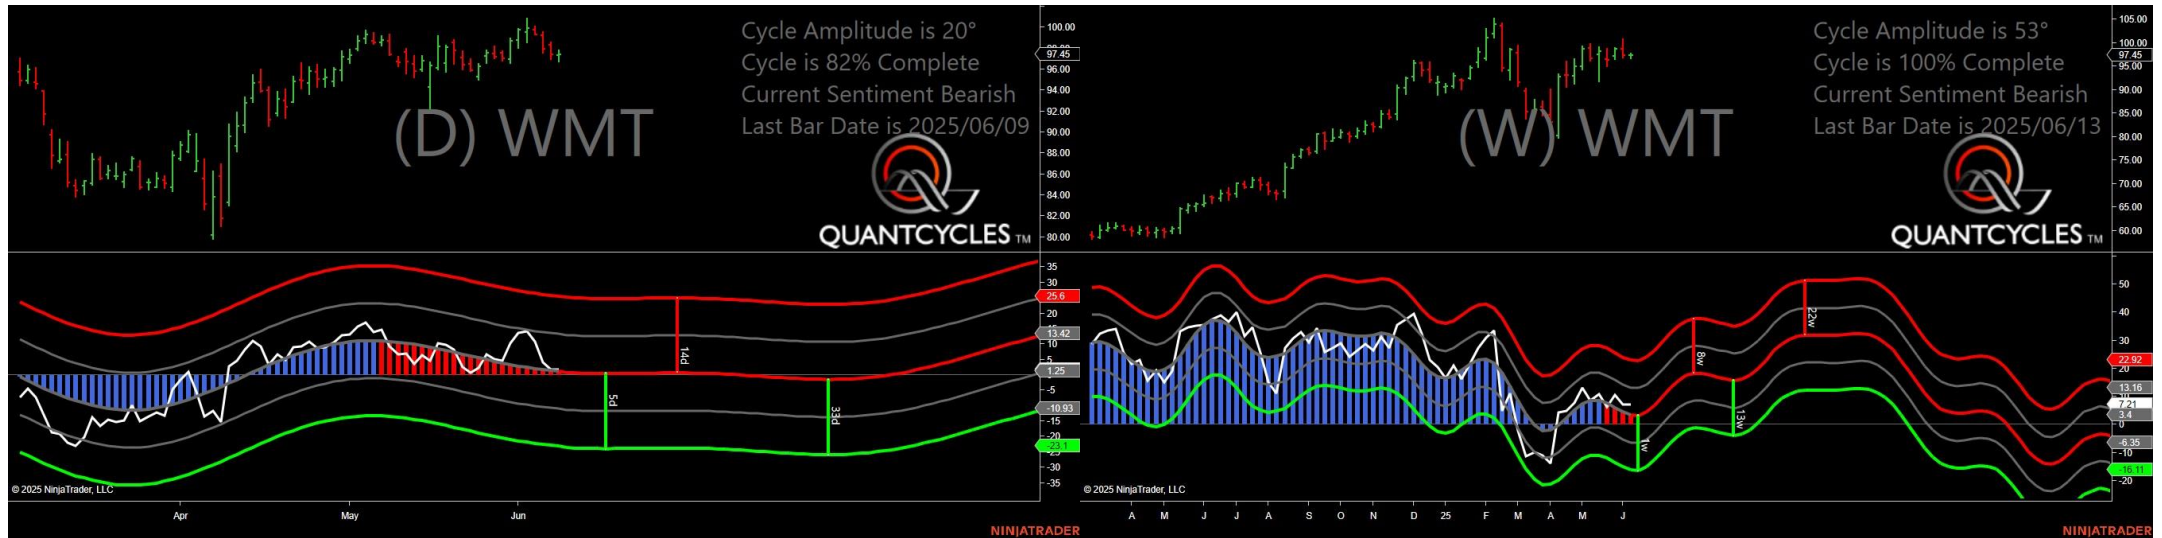 Cycle Amplitude is 20°
Cycle is 82% Complete
Current Sentiment Bearish
Last Bar Date is 2025/06/09
(D) WMT
QUANTCYCLES TM
100.00
97.45
96.00
94.00
92.00
90.00
88.00
86.00
84.00
82.00
80.00
35
30
25.6
20
13.42
10
5
1.25
-5
-10.93
-15
-20
-23.1
-30
-35
14d
5d
33d
© 2025 NinjaTrader, LLC
Apr
May
Jun
NINJATRADER
Cycle Amplitude is 53°
Cycle is 100% Complete
Current Sentiment Bearish
Last Bar Date is 2025/06/13
(W) WMT
QUANTCYCLES TM
105.00
100.00
97.45
95.00
90.00
85.00
80.00
75.00
70.00
65.00
60.00
50
40
30
22.92
20
13.16
7.21
3.4
0
-6.35
-10
-16.11
-20
8w
22w
13w
1w
© 2025 NinjaTrader, LLC
A
M
J
J
A
S
O
N
D
25
F
M
A
M
J
NINJATRADER